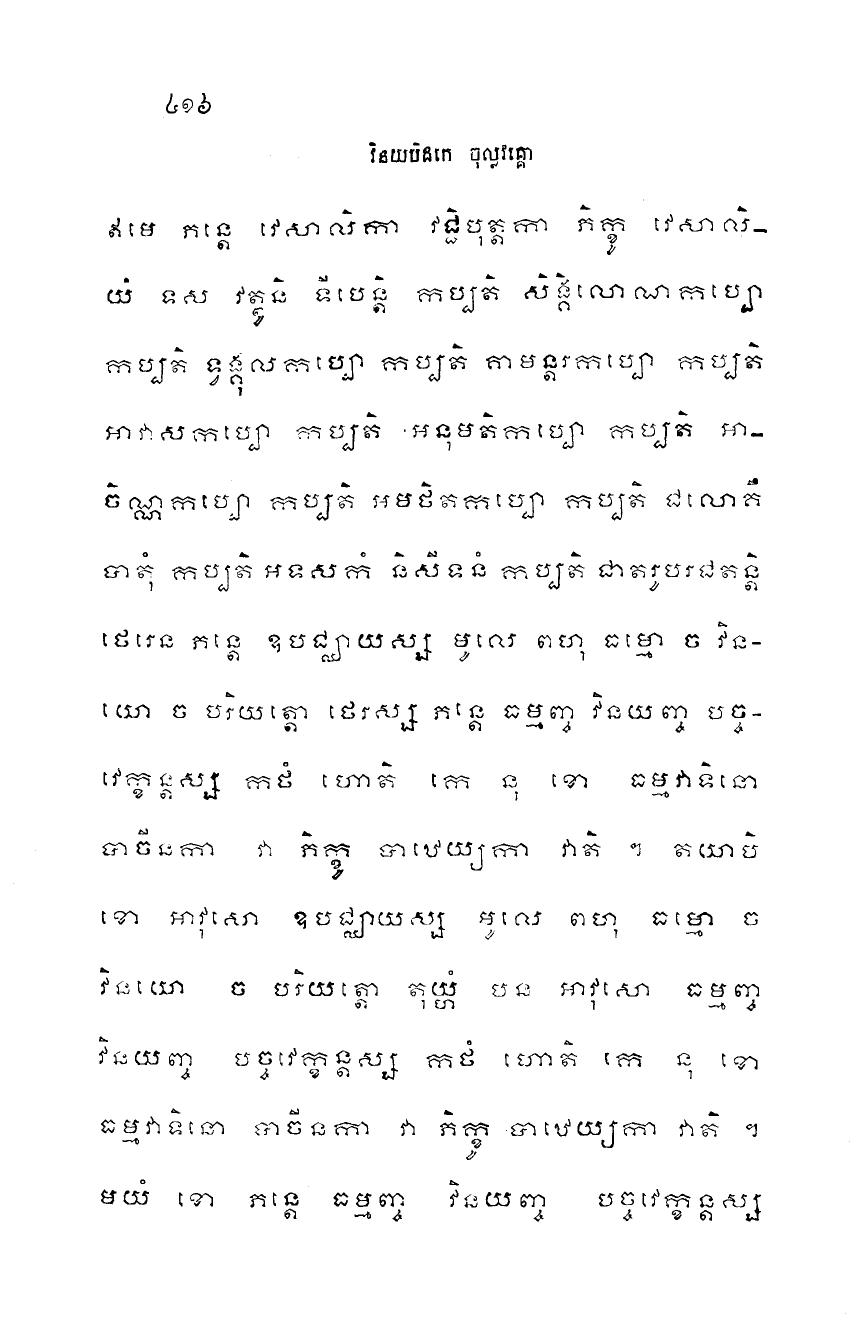 ៤១៦
វិនយបិដកេ ចុល្លវគ្គោ
ឥមេ ភន្តេ វេសាលិកា វជ្ជិបុត្តកា ភិក្ខូ វេសាលិ-
យំ ទស វត្ថូនិ ទីបេន្តិ កប្បតិ សិង្គិលោណកប្បោ
កប្បតិ ទ្វង្គុលកប្បោ កប្បតិ គាមន្តរកប្បោ កប្បតិ
អាវាសកប្បោ កប្បតិ អនុមតិកប្បោ កប្បតិ អា-
ចិណ្ណកប្បោ កប្បតិ អមថិតកប្បោ កប្បតិ ជលោគឹ
បាតុំ កប្បតិ អទសកំ និសីទនំ កប្បតិ ជាតរូបរជតន្តិ
ថេរេន ភន្តេ ឧបជ្ឈាយស្ស មូលេ ពហុ ធម្មោ ច វិន-
យោ ច បរិយត្តោ ថេរស្ស ភន្តេ ធម្មញ្ច វិនយញ្ច បច្ច-
វេក្ខន្តស្ស កថំ ហោតិ កេ នុ ខោ ធម្មវាទិនោ
បាចីនកា វា ភិក្ខូ បាឋេយ្យកា វាតិ ។ តយាបិ
ខោ អាវុសោ ឧបជ្ឈាយស្ស មូលេ ពហុ ធម្មោ ច
វិនយោ ច បរិយត្តោ តុយ្ហំ បន អាវុសោ ធម្មញ្ច
វិនយញ្ច បច្ចវេក្ខន្តស្ស កថំ ហោតិ កេ នុ ខោ
ធម្មវាទិនោ បាចីនកា វា ភិក្ខូ បាឋេយ្យកា វាតិ ។
មយំ ខោ ភន្តេ ធម្មញ្ច វិនយញ្ច បច្ចវេក្ខន្តស្ស